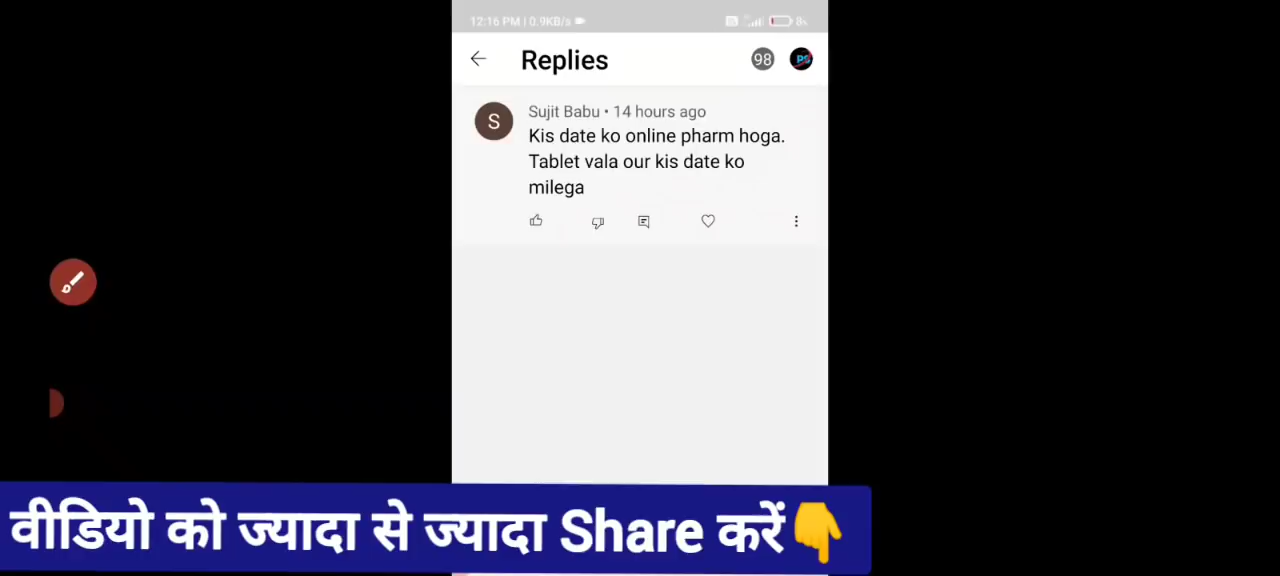 12:16 PM | 0.9KB/s
8%
Replies
98
S
Sujit Babu • 14 hours ago
Kis date ko online pharm hoga.
Tablet vala our kis date ko
milega
वीडियो को ज्यादा से ज्यादा Share करें👇